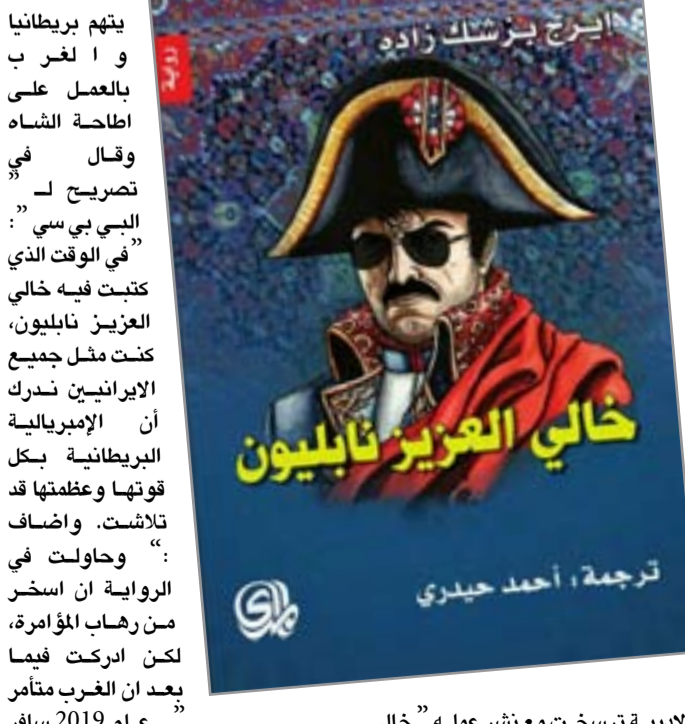 يتهم بريطانيا
و ا لغر ب
بالعمل على
اطاحة الشاه
وقال في
تصريح لـ ”
البي بي سي“ :
”في الوقت الذي
كتبت فيه خالي
العزيز نابليون،
كنت مثل جميع
الايرانيين ندرك
أن الإمبريالية
البريطانية بكل
قوتها وعظمتها قد
تلاشت. واضاف
:“ وحاولت في
الرواية ان اسخر
من رهاب المؤامرة،
لكن ادركت فيما
بعد ان الغرب متآمر
ايرج بزشك زاده
رواية
خالي العزيز نابليون
ترجمة: أحمد حيدري